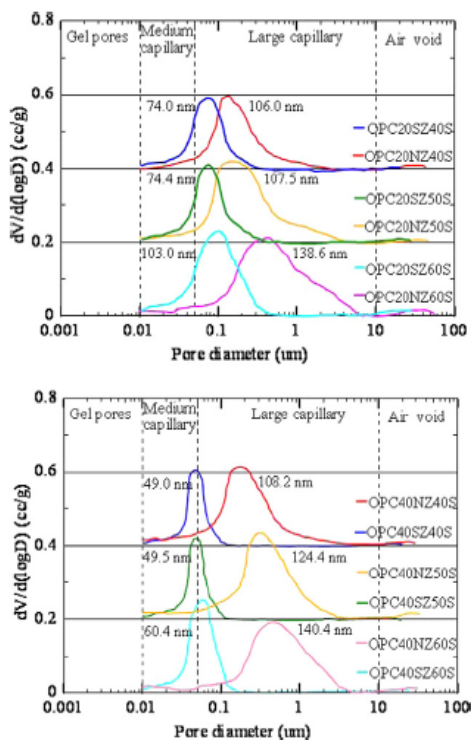 Gel pores Medium capillary Large capillary Air void
0.8
0.6
74.0 nm 106.0 nm
OPC20SZ40S
OPC20NZ40S
0.4
74.4 nm 107.5 nm
OPC20SZ50S
OPC20NZ50S
0.2
103.0 nm 138.6 nm
OPC20SZ60S
OPC20NZ60S
0
dV/d(logD) (cc/g)
0.001 0.01 0.1 1 10 100
Pore diameter (um)
Gel pores Medium capillary Large capillary Air void
0.8
0.6
49.0 nm 108.2 nm
OPC40NZ40S
OPC40SZ40S
0.4
49.5 nm 124.4 nm
OPC40NZ50S
OPC40SZ50S
0.2
60.4 nm 140.4 nm
OPC40NZ60S
OPC40SZ60S
0
dV/d(logD) (cc/g)
0.001 0.01 0.1 1 10 100
Pore diameter (um)